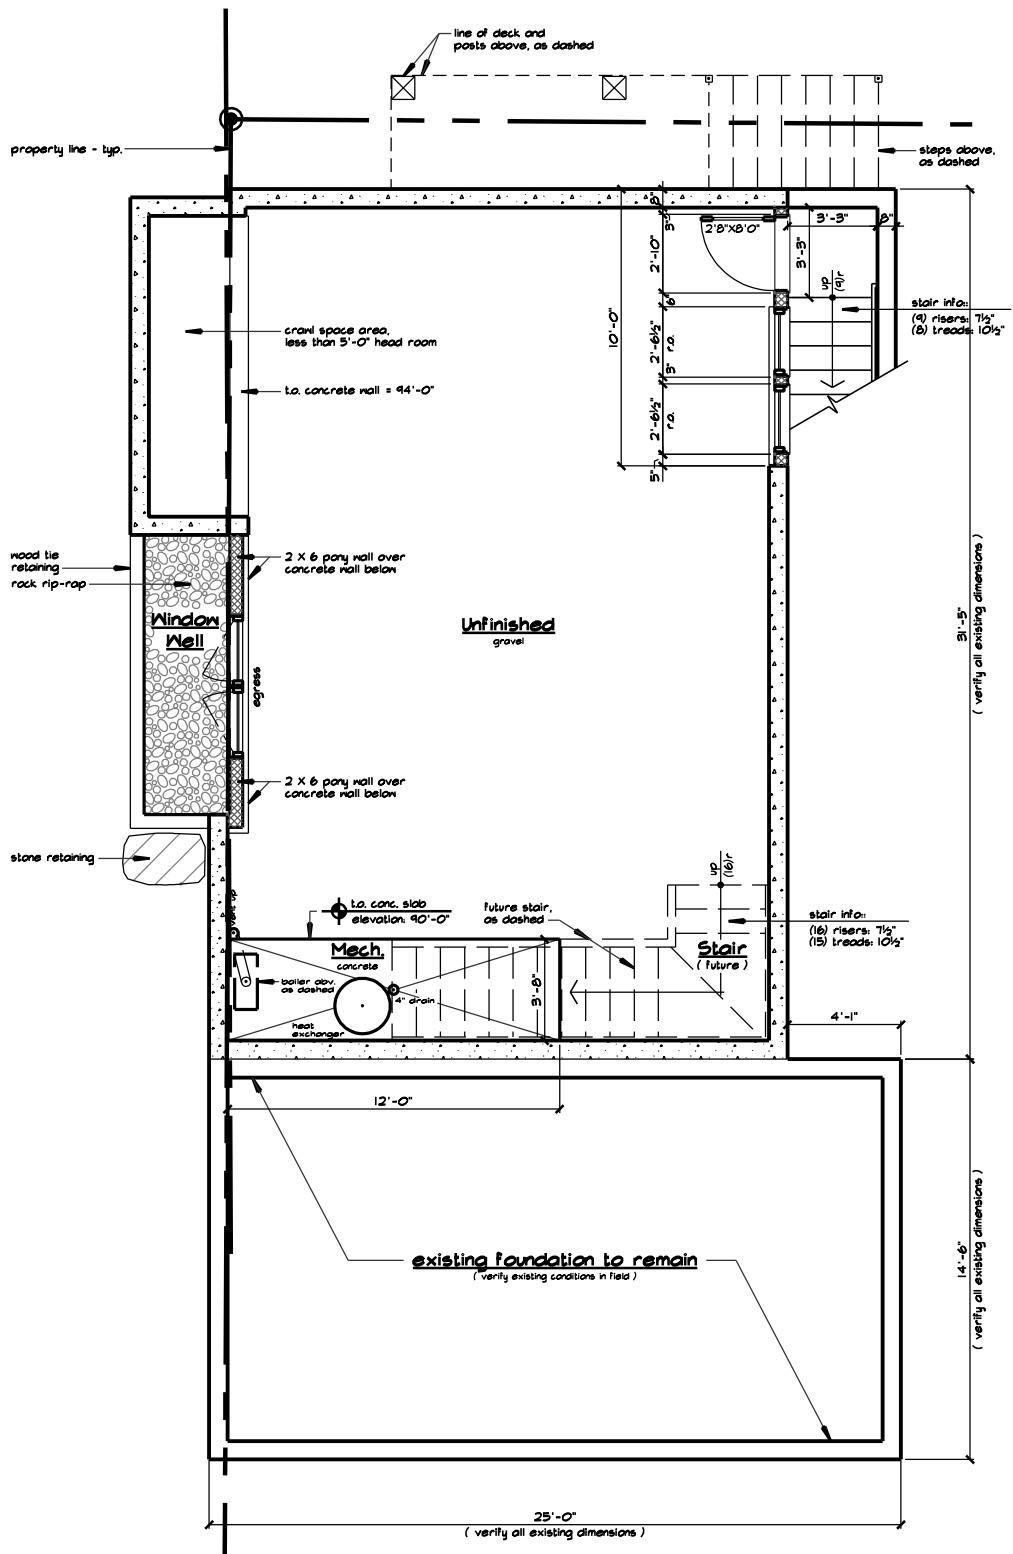 line of deck and
posts above, as dashed
property line - typ.
steps above,
as dashed
8"
3"
2'8"X8'0"
3'-3"
8"
2'-10"
3'-3"
up
(9)r
6"
stair info::
(9) risers: 7½"
(8) treads: 10½"
crawl space area,
less than 5'-0" head room
10'-0"
2'-6½"
r.o.
3"
t.o. concrete wall = 94'-0"
2'-6½"
r.o.
5"
wood tie
retaining
rock rip-rap
2 X 6 pony wall over
concrete wall below
Window
Well
Unfinished
gravel
31'-5"
( verify all existing dimensions )
egress
2 X 6 pony wall over
concrete wall below
stone retaining
up
(16)r
t.o. conc. slab
elevation: 90'-0"
future stair,
as dashed
stair info::
(16) risers: 7½"
(15) treads: 10½"
Mech.
concrete
Stair
( future )
boiler abv.
as dashed
4" drain
3'-8"
heat
exchanger
4'-1"
12'-0"
existing foundation to remain
( verify existing conditions in field )
14'-6"
( verify all existing dimensions )
25'-0"
( verify all existing dimensions )